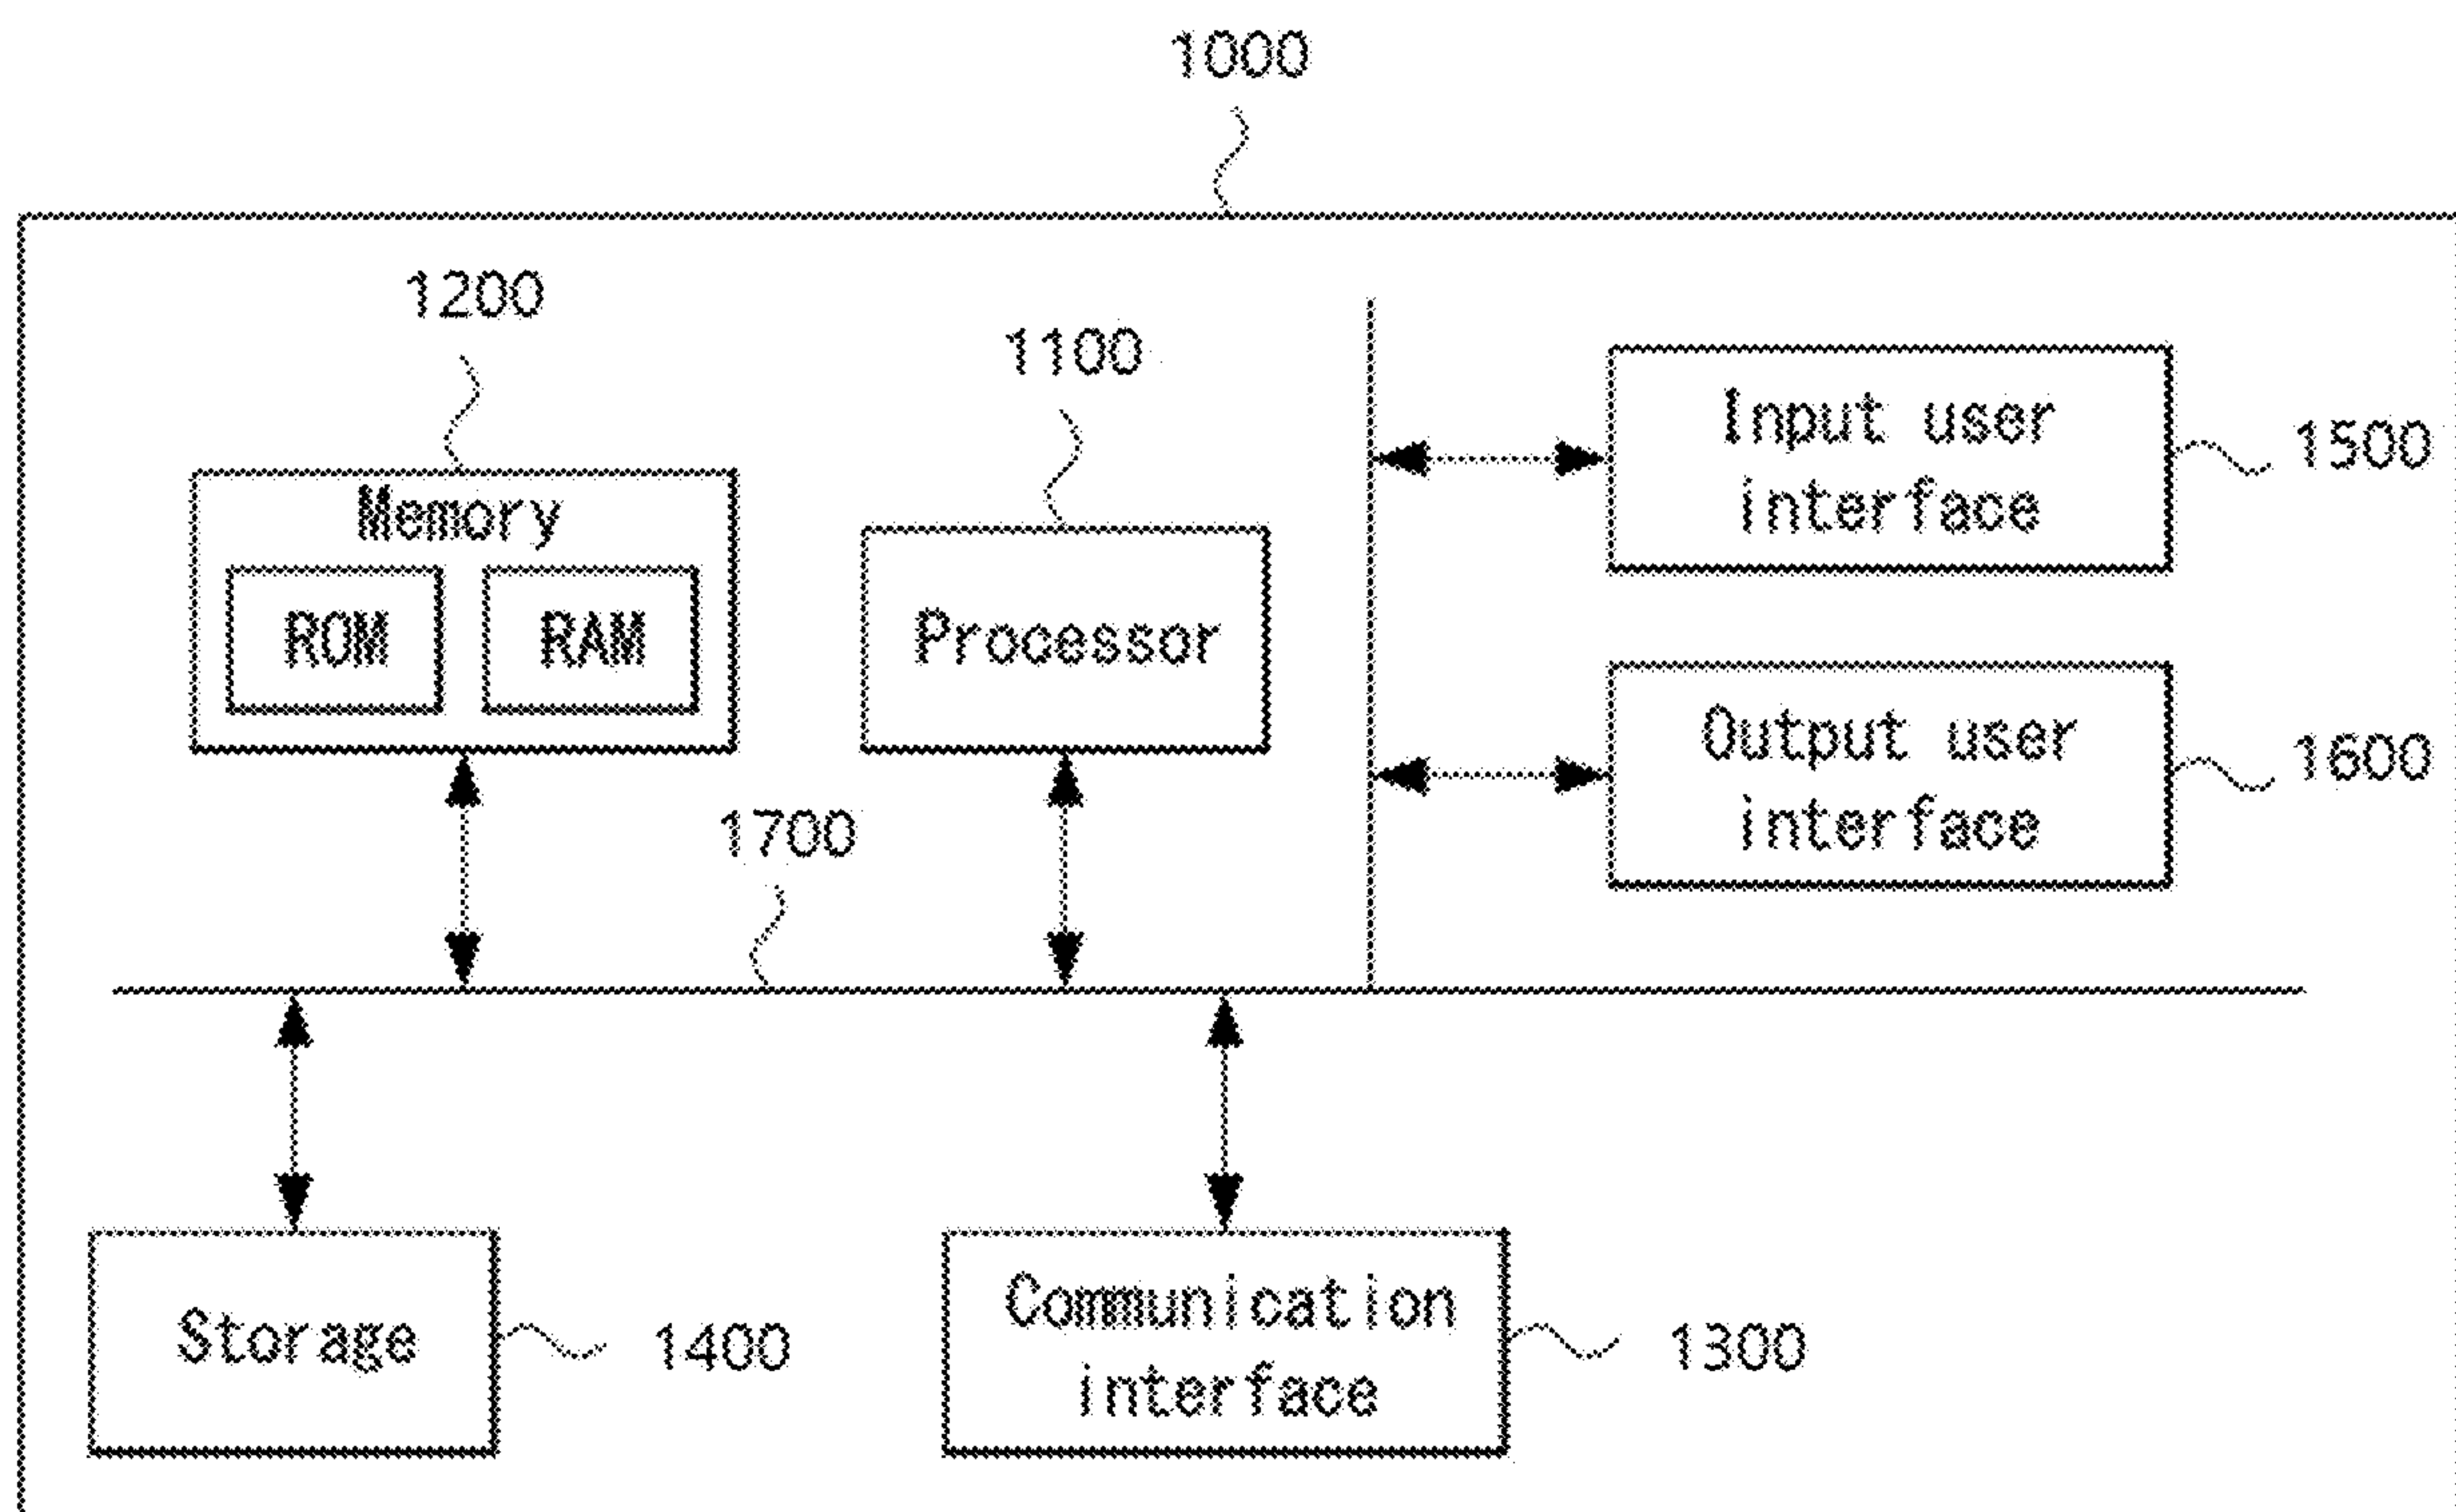 1000
1200
1100
Memory
ROM
RAM
Processor
Input user
interface
1500
Output user
interface
1600
1700
Storage
1400
Communication
interface
1300